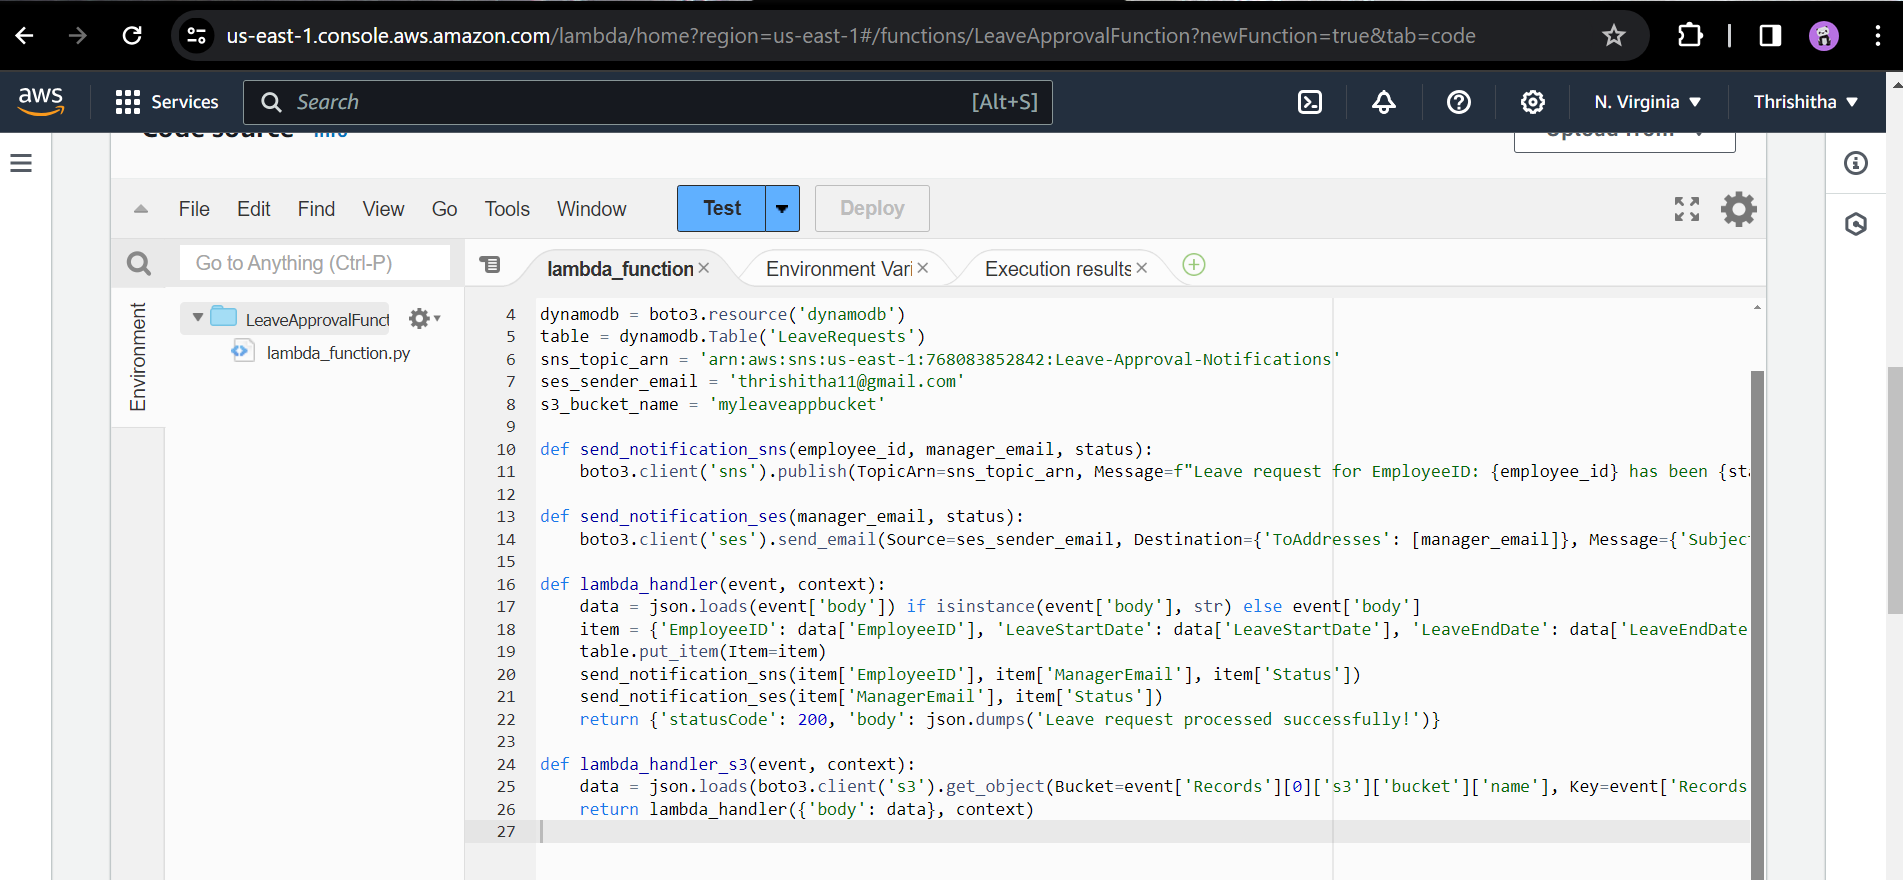 us-east-1.console.aws.amazon.com/lambda/home?region=us-east-1#/functions/LeaveApprovalFunction?newFunction=true&tab=code
aws Services Search [Alt+S] N. Virginia Thrishitha
Code source Info Upload from
File Edit Find View Go Tools Window Test Deploy
Go to Anything (Ctrl-P) lambda_function Environment Vari Execution results
Environment
LeaveApprovalFunct
lambda_function.py
4 dynamodb = boto3.resource('dynamodb')
5 table = dynamodb.Table('LeaveRequests')
6 sns_topic_arn = 'arn:aws:sns:us-east-1:768083852842:Leave-Approval-Notifications'
7 ses_sender_email = 'thrishitha11@gmail.com'
8 s3_bucket_name = 'myleaveappbucket'
9
10 def send_notification_sns(employee_id, manager_email, status):
11 boto3.client('sns').publish(TopicArn=sns_topic_arn, Message=f"Leave request for EmployeeID: {employee_id} has been {sta
12
13 def send_notification_ses(manager_email, status):
14 boto3.client('ses').send_email(Source=ses_sender_email, Destination={'ToAddresses': [manager_email]}, Message={'Subjec
15
16 def lambda_handler(event, context):
17 data = json.loads(event['body']) if isinstance(event['body'], str) else event['body']
18 item = {'EmployeeID': data['EmployeeID'], 'LeaveStartDate': data['LeaveStartDate'], 'LeaveEndDate': data['LeaveEndDate
19 table.put_item(Item=item)
20 send_notification_sns(item['EmployeeID'], item['ManagerEmail'], item['Status'])
21 send_notification_ses(item['ManagerEmail'], item['Status'])
22 return {'statusCode': 200, 'body': json.dumps('Leave request processed successfully!')}
23
24 def lambda_handler_s3(event, context):
25 data = json.loads(boto3.client('s3').get_object(Bucket=event['Records'][0]['s3']['bucket']['name'], Key=event['Records
26 return lambda_handler({'body': data}, context)
27